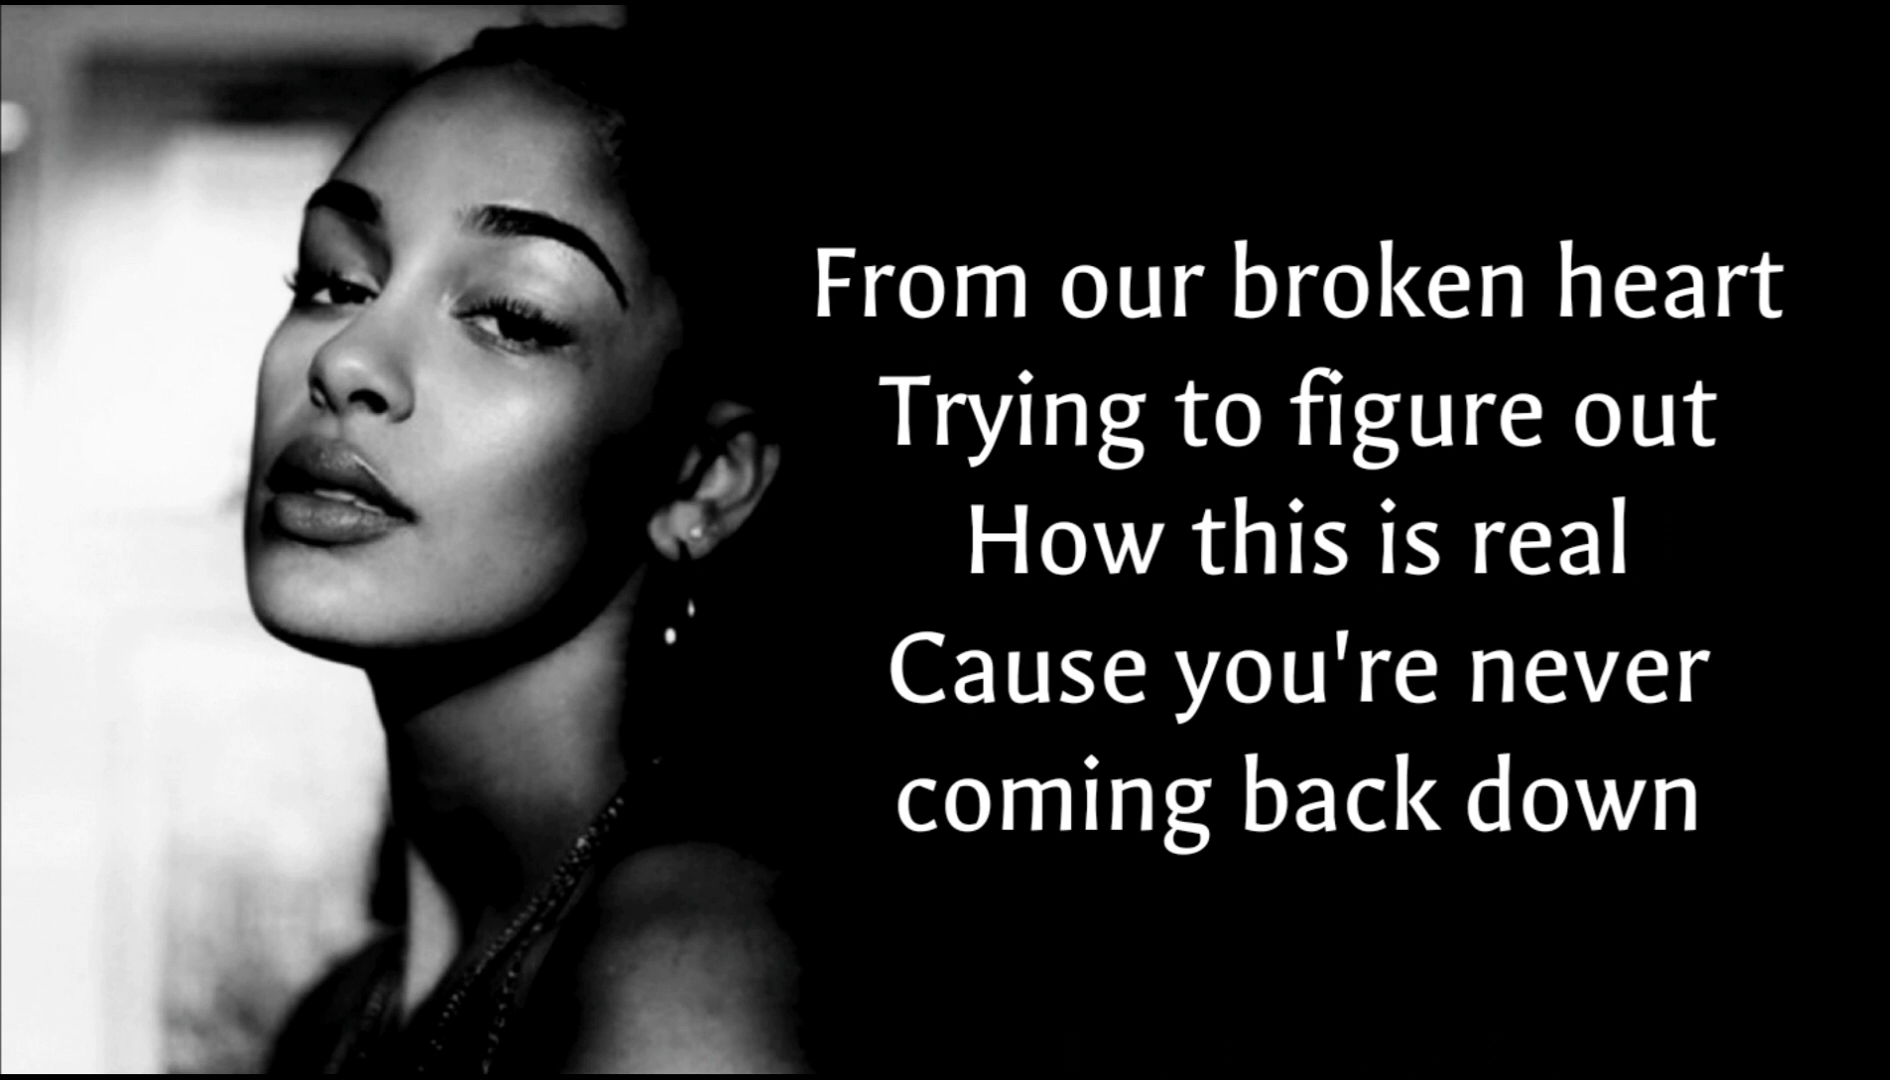 From our broken heart
Trying to figure out
How this is real
Cause you're never
coming back down